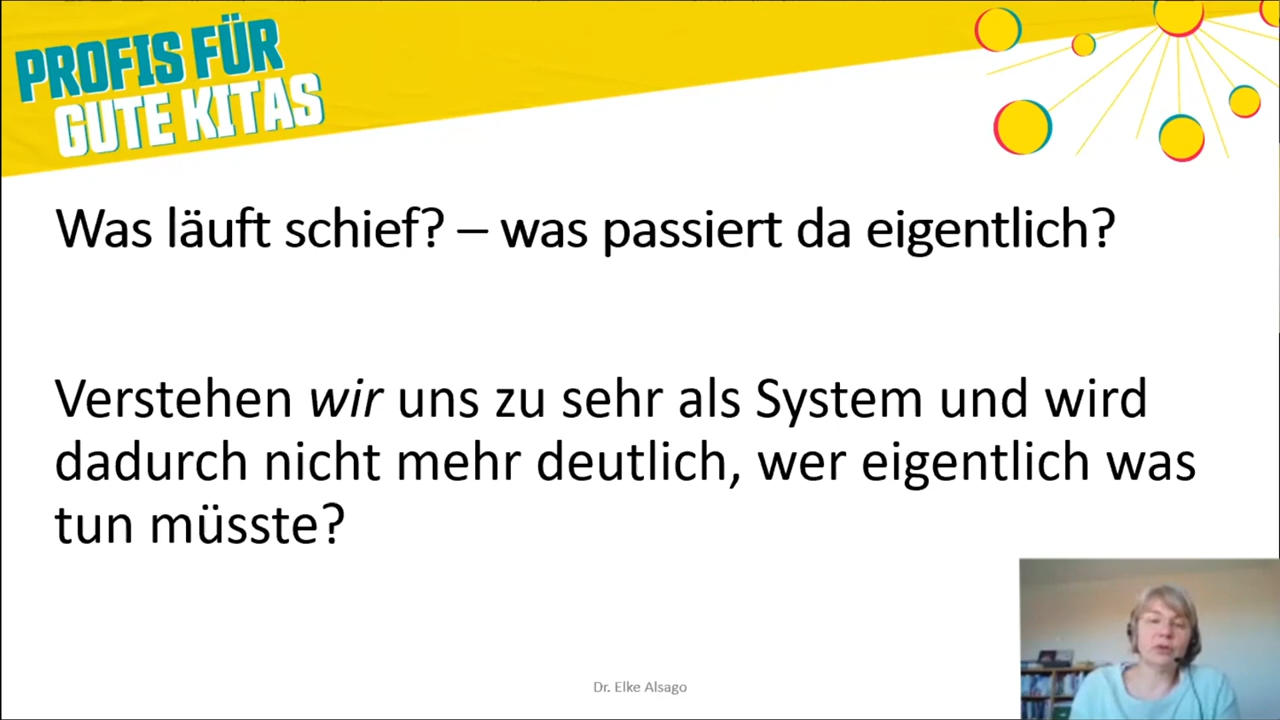 PROFIS FÜR
GUTE KITAS
Was läuft schief? – was passiert da eigentlich?
Verstehen wir uns zu sehr als System und wird
dadurch nicht mehr deutlich, wer eigentlich was
tun müsste?
Dr. Elke Alsago